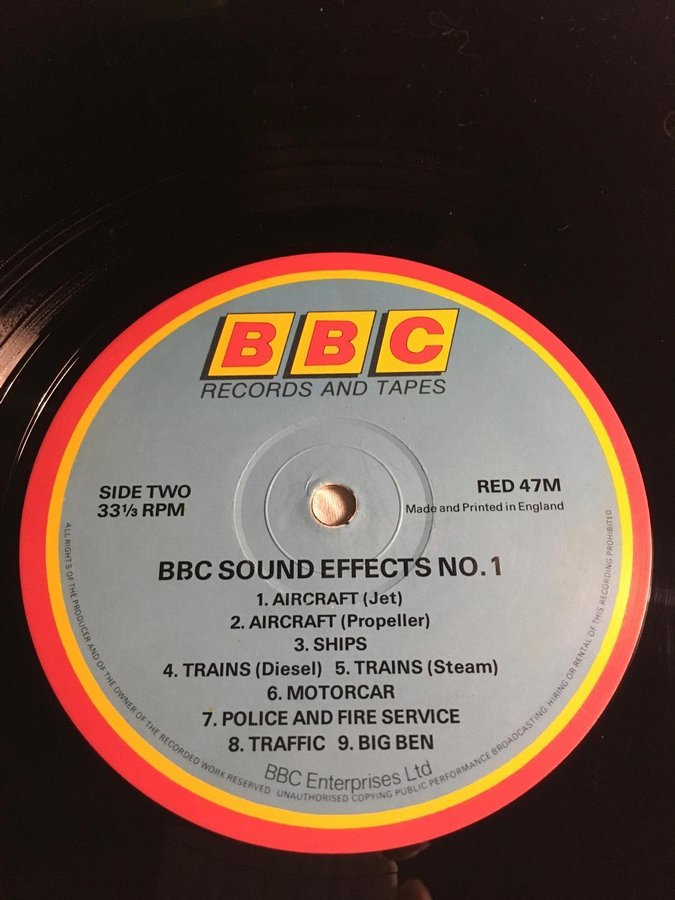 BBC
RECORDS AND TAPES
SIDE TWO
33⅓ RPM
RED 47M
Made and Printed in England
BBC SOUND EFFECTS NO. 1
1. AIRCRAFT (Jet)
2. AIRCRAFT (Propeller)
3. SHIPS
4. TRAINS (Diesel) 5. TRAINS (Steam)
6. MOTORCAR
7. POLICE AND FIRE SERVICE
8. TRAFFIC 9. BIG BEN
BBC Enterprises Ltd
ALL RIGHTS OF THE PRODUCER AND OF THE OWNER OF THE RECORDED WORK RESERVED UNAUTHORISED COPYING PUBLIC PERFORMANCE BROADCASTING HIRING OR RENTAL OF THIS RECORDING PROHIBITED